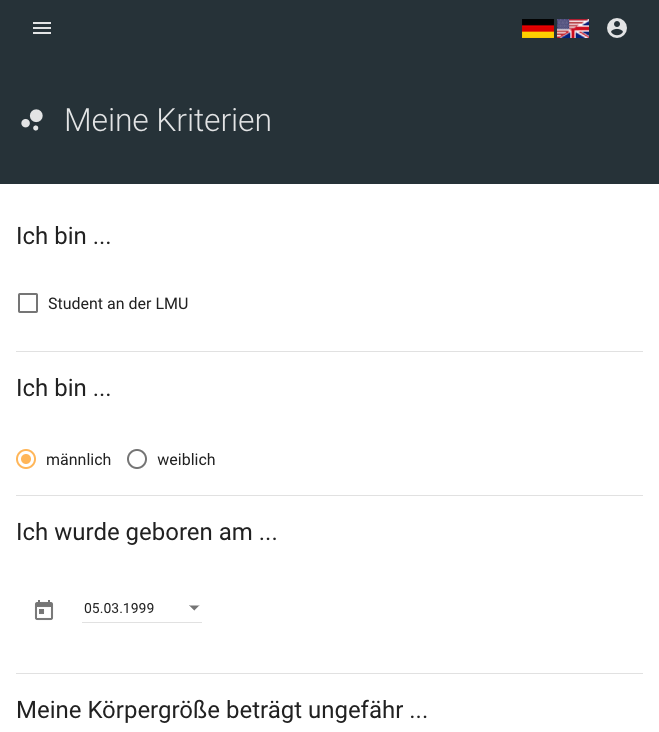 Meine Kriterien
Ich bin ...
Student an der LMU
Ich bin ...
männlich weiblich
Ich wurde geboren am ...
05.03.1999
Meine Körpergröße beträgt ungefähr ...